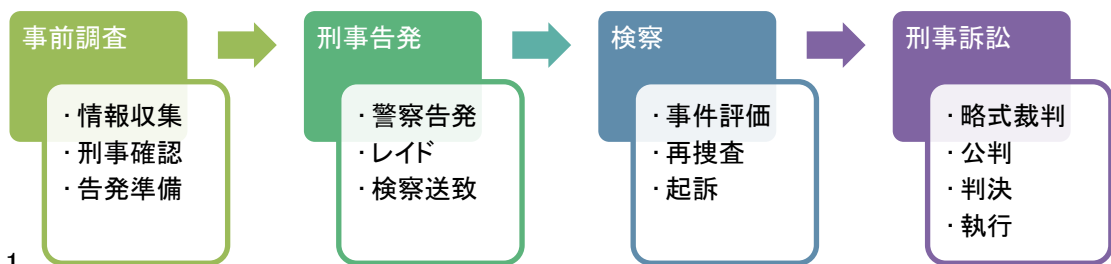 事前調査
・情報収集
・刑事確認
・告発準備
刑事告発
・警察告発
・レイド
・検察送致
検察
・事件評価
・再捜査
・起訴
刑事訴訟
・略式裁判
・公判
・判決
・執行
1